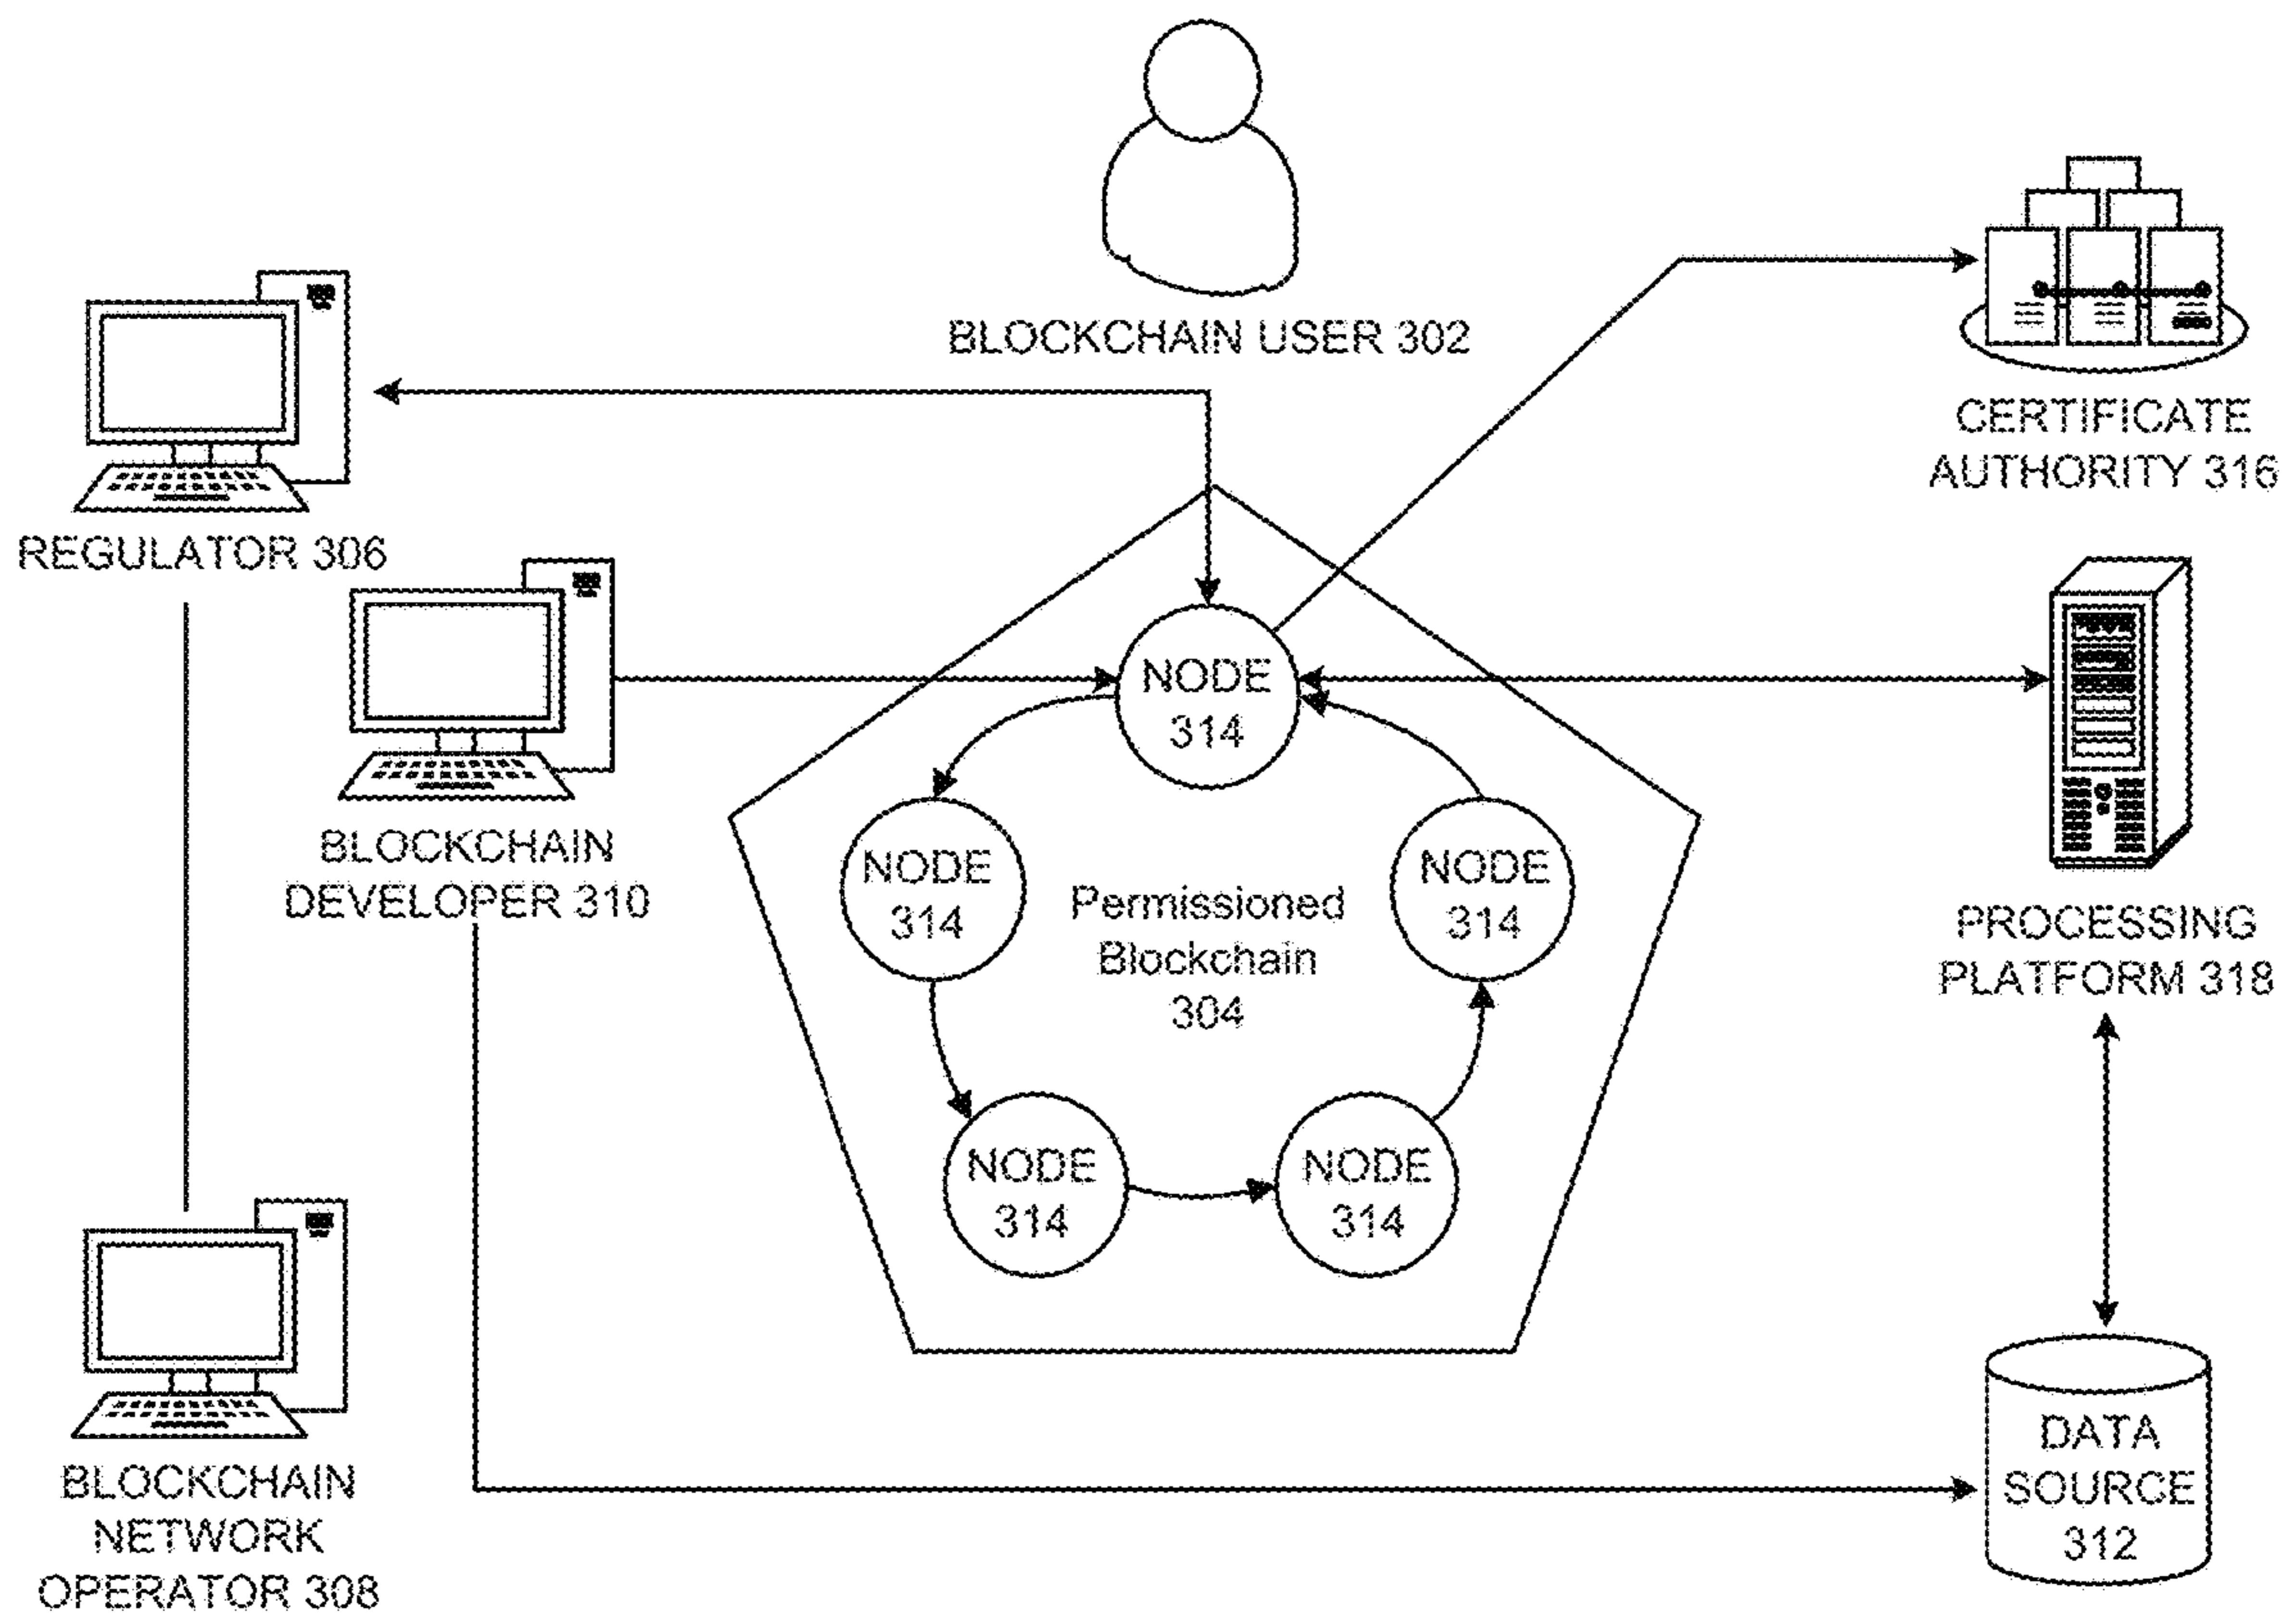 BLOCKCHAIN USER 302
CERTIFICATE
AUTHORITY 316
REGULATOR 306
NODE
314
BLOCKCHAIN
DEVELOPER 310
NODE
314
Permissioned
Blockchain
304
NODE
314
PROCESSING
PLATFORM 318
NODE
314
NODE
314
BLOCKCHAIN
NETWORK
OPERATOR 308
DATA
SOURCE
312